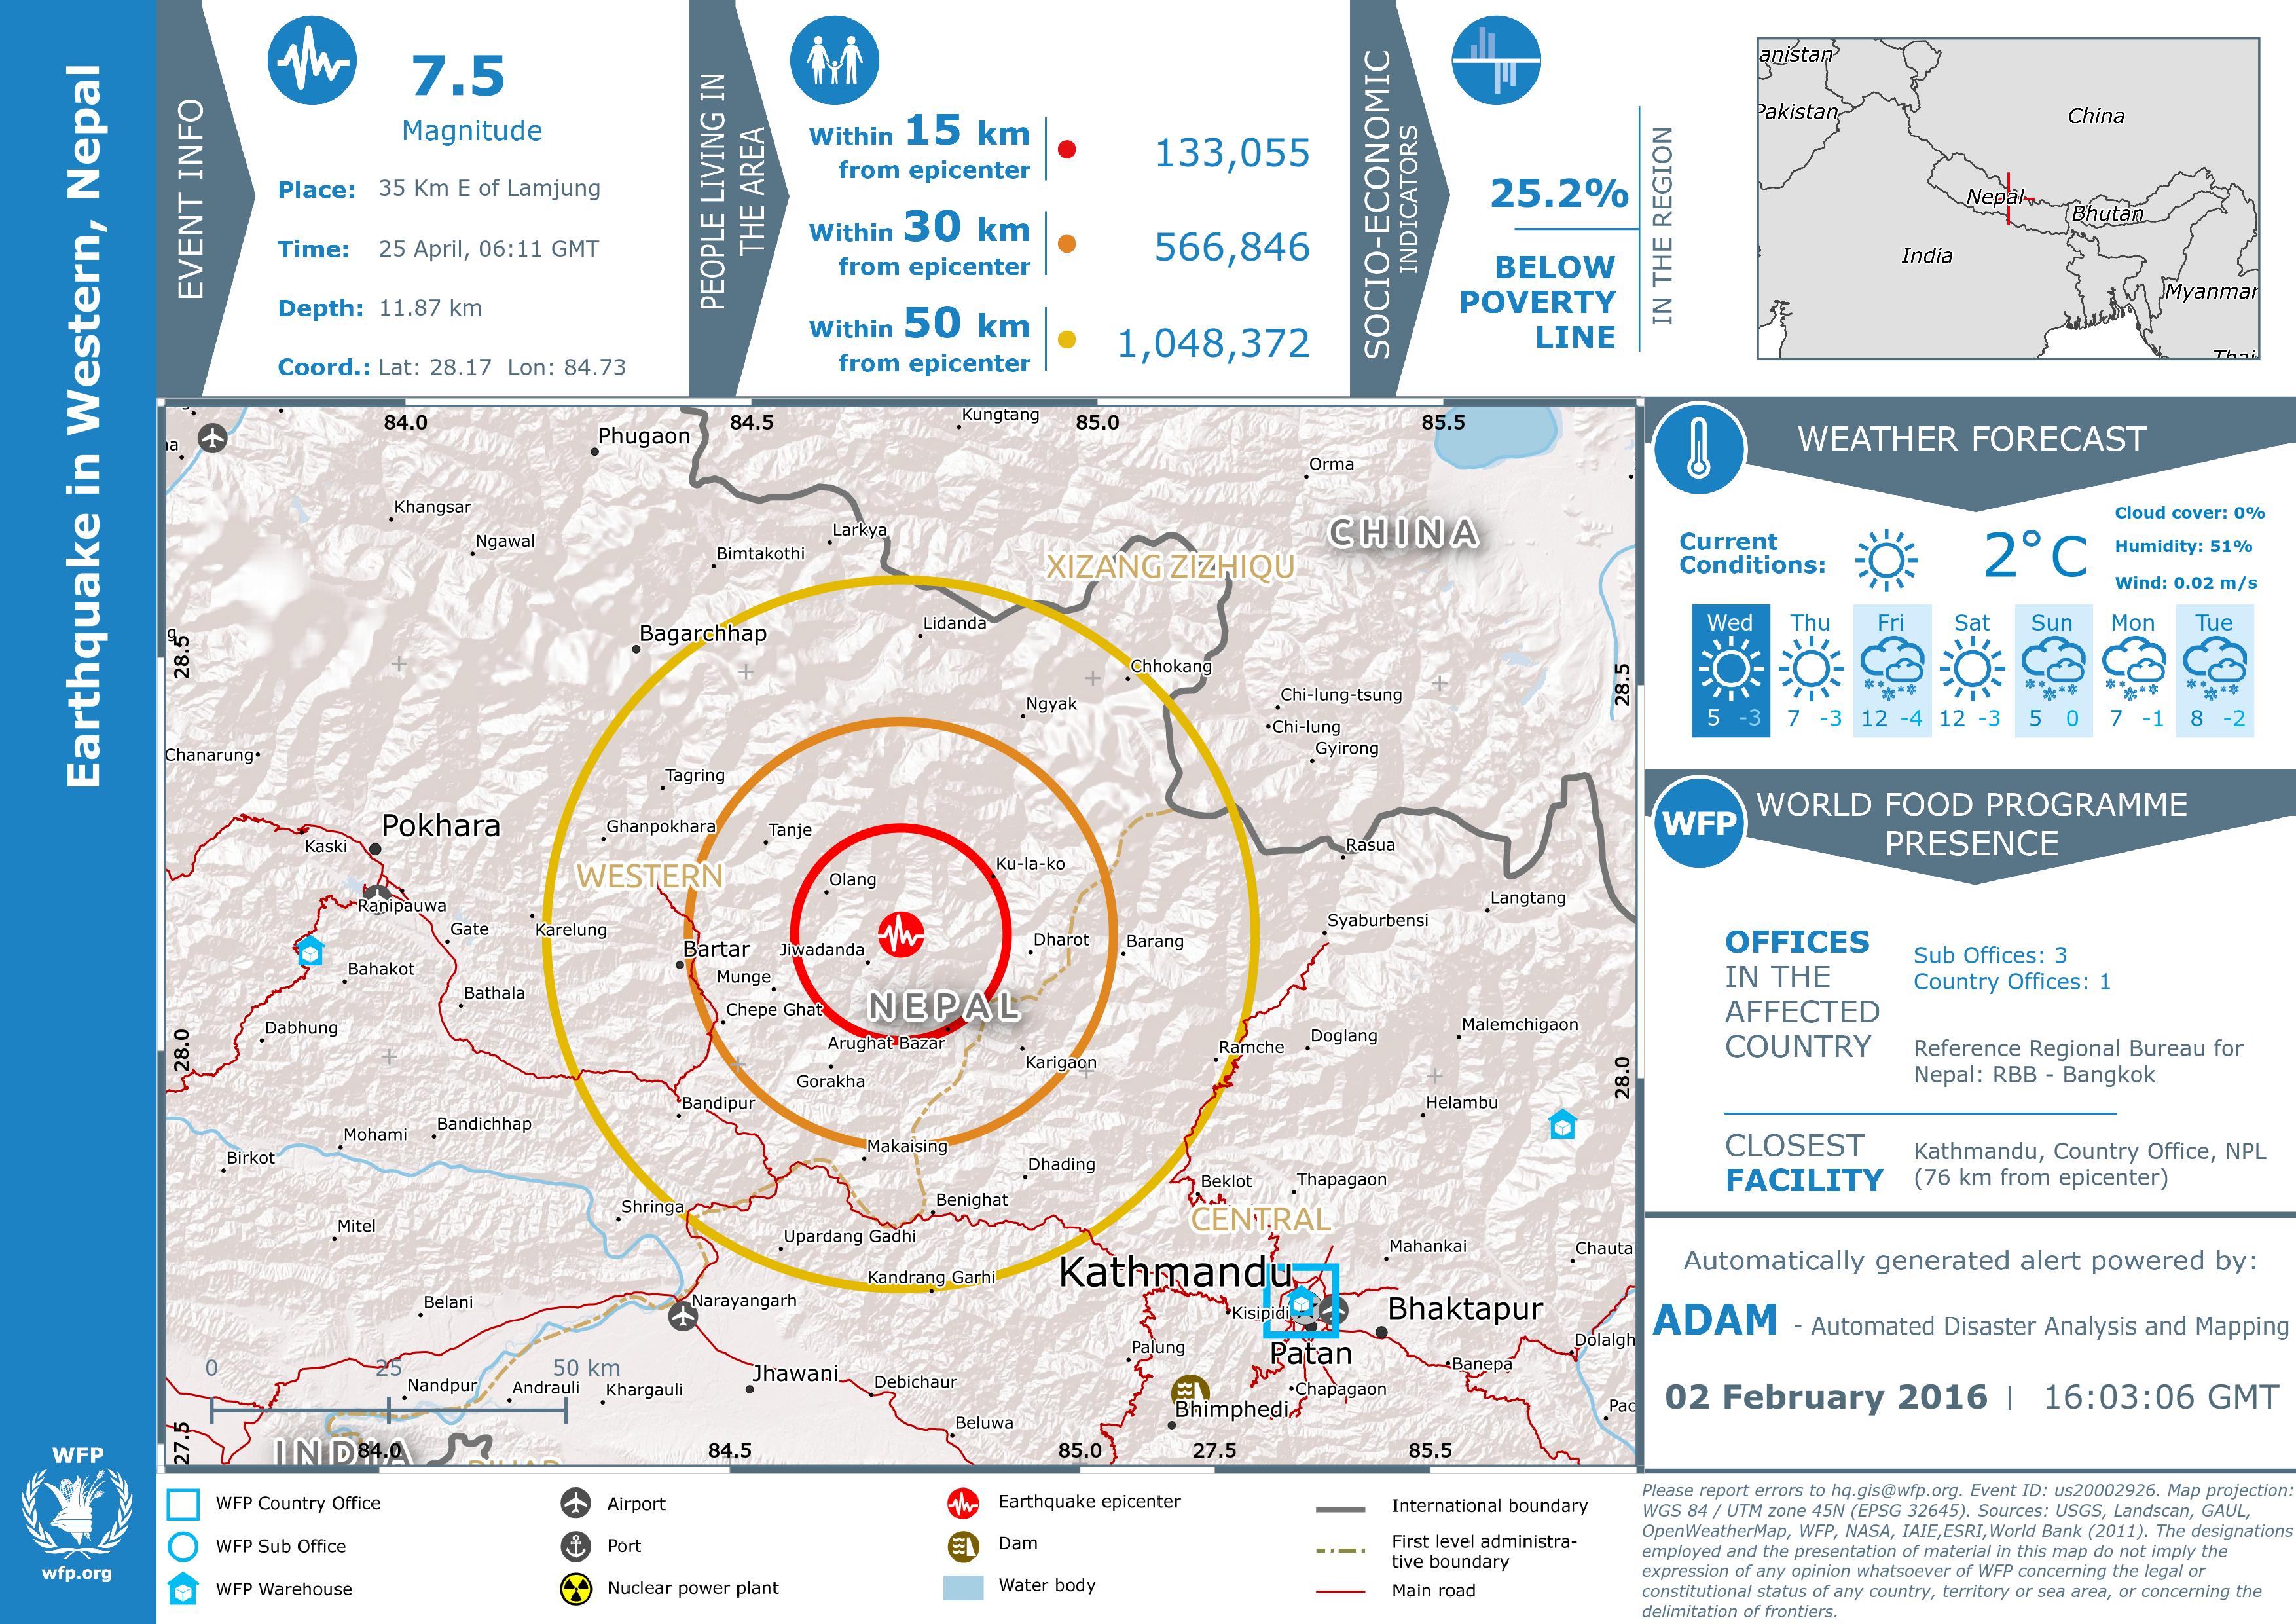 Earthquake in Western, Nepal
WFP
wfp.org
EVENT INFO
7.5
Magnitude
Place: 35 Km E of Lamjung
Time: 25 April, 06:11 GMT
Depth: 11.87 km
Coord.: Lat: 28.17 Lon: 84.73
PEOPLE LIVING IN
THE AREA
Within 15 km
from epicenter
133,055
Within 30 km
from epicenter
566,846
Within 50 km
from epicenter
1,048,372
SOCIO-ECONOMIC
INDICATORS
25.2%
BELOW
POVERTY
LINE
IN THE REGION
anistan
Pakistan
China
Nepal
Bhutan
India
Myanmar
Thai
84.0
84.5
85.0
85.5
Kungtang
Phugaon
Orma
Khangsar
Ngawal
Larkya
Bimtakothi
CHINA
XIZANG ZIZHIQU
Lidanda
Bagarchhap
28.5
28.5
Chhokang
Ngyak
Chi-lung-tsung
Chi-lung
Gyirong
Chanarung
Tagring
Pokhara
Ghanpokhara
Tanje
Kaski
Rasua
WESTERN
Ku-la-ko
Olang
Ranipauwa
Langtang
Syaburbensi
Gate
Karelung
Bartar
Jiwadanda
Dharot
Barang
Bahakot
Munge
Bathala
Chepe Ghat
NEPAL
Dabhung
Malemchigaon
Doglang
28.0
28.0
Arughat Bazar
Ramche
Karigaon
Gorakha
Bandipur
Helambu
Bandichhap
Mohami
Makaising
Birkot
Dhading
Beklot
Thapagaon
Benighat
Shringa
CENTRAL
Mitel
Upardang Gadhi
Mahankai
Chauta
Kathmandu
Kandrang Garhi
Belani
Narayangarh
Kisipidi
Bhaktapur
Dolalgh
Palung
Patan
Banepa
0 25 50 km
Jhawani
Debichaur
Nandpur
Andrauli
Khargauli
Chapagaon
Bhimphedi
Pac
Beluwa
27.5
INDIA
BIHAR
84.0
84.5
85.0
27.5
85.5
WEATHER FORECAST
Current
Conditions:
2°C
Cloud cover: 0%
Humidity: 51%
Wind: 0.02 m/s
Wed Thu Fri Sat Sun Mon Tue
5 -3 7 -3 12 -4 12 -3 5 0 7 -1 8 -2
WFP
WORLD FOOD PROGRAMME
PRESENCE
OFFICES
IN THE
AFFECTED
COUNTRY
Sub Offices: 3
Country Offices: 1
Reference Regional Bureau for
Nepal: RBB - Bangkok
CLOSEST
FACILITY
Kathmandu, Country Office, NPL
(76 km from epicenter)
Automatically generated alert powered by:
ADAM - Automated Disaster Analysis and Mapping
02 February 2016 | 16:03:06 GMT
WFP Country Office
WFP Sub Office
WFP Warehouse
Airport
Port
Nuclear power plant
Earthquake epicenter
Dam
Water body
International boundary
First level administra-
tive boundary
Main road
Please report errors to hq.gis@wfp.org. Event ID: us20002926. Map projection:
WGS 84 / UTM zone 45N (EPSG 32645). Sources: USGS, Landscan, GAUL,
OpenWeatherMap, WFP, NASA, IAIE,ESRI,World Bank (2011). The designations
employed and the presentation of material in this map do not imply the
expression of any opinion whatsoever of WFP concerning the legal or
constitutional status of any country, territory or sea area, or concerning the
delimitation of frontiers.